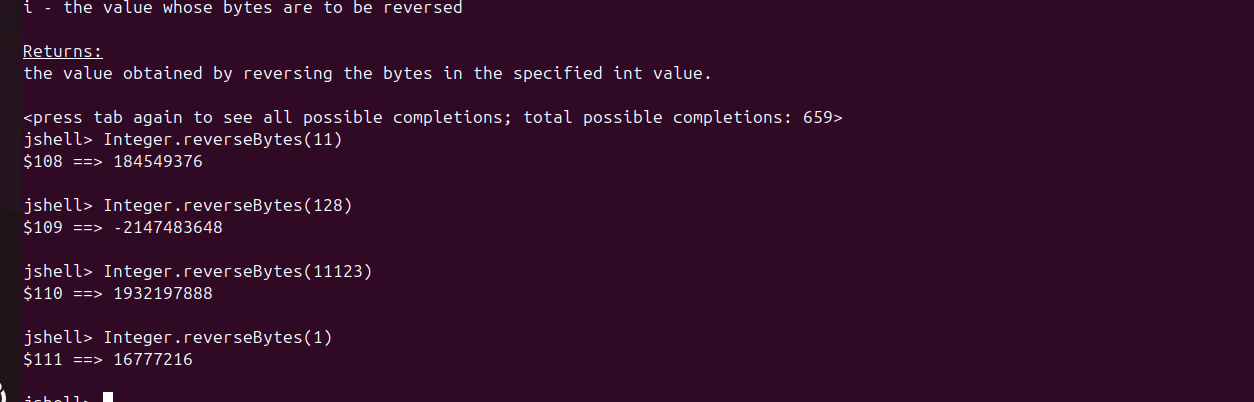 i - the value whose bytes are to be reversed
Returns:
the value obtained by reversing the bytes in the specified int value.
<press tab again to see all possible completions; total possible completions: 659>
jshell> Integer.reverseBytes(11)
$108 ==> 184549376
jshell> Integer.reverseBytes(128)
$109 ==> -2147483648
jshell> Integer.reverseBytes(11123)
$110 ==> 1932197888
jshell> Integer.reverseBytes(1)
$111 ==> 16777216
jshell>